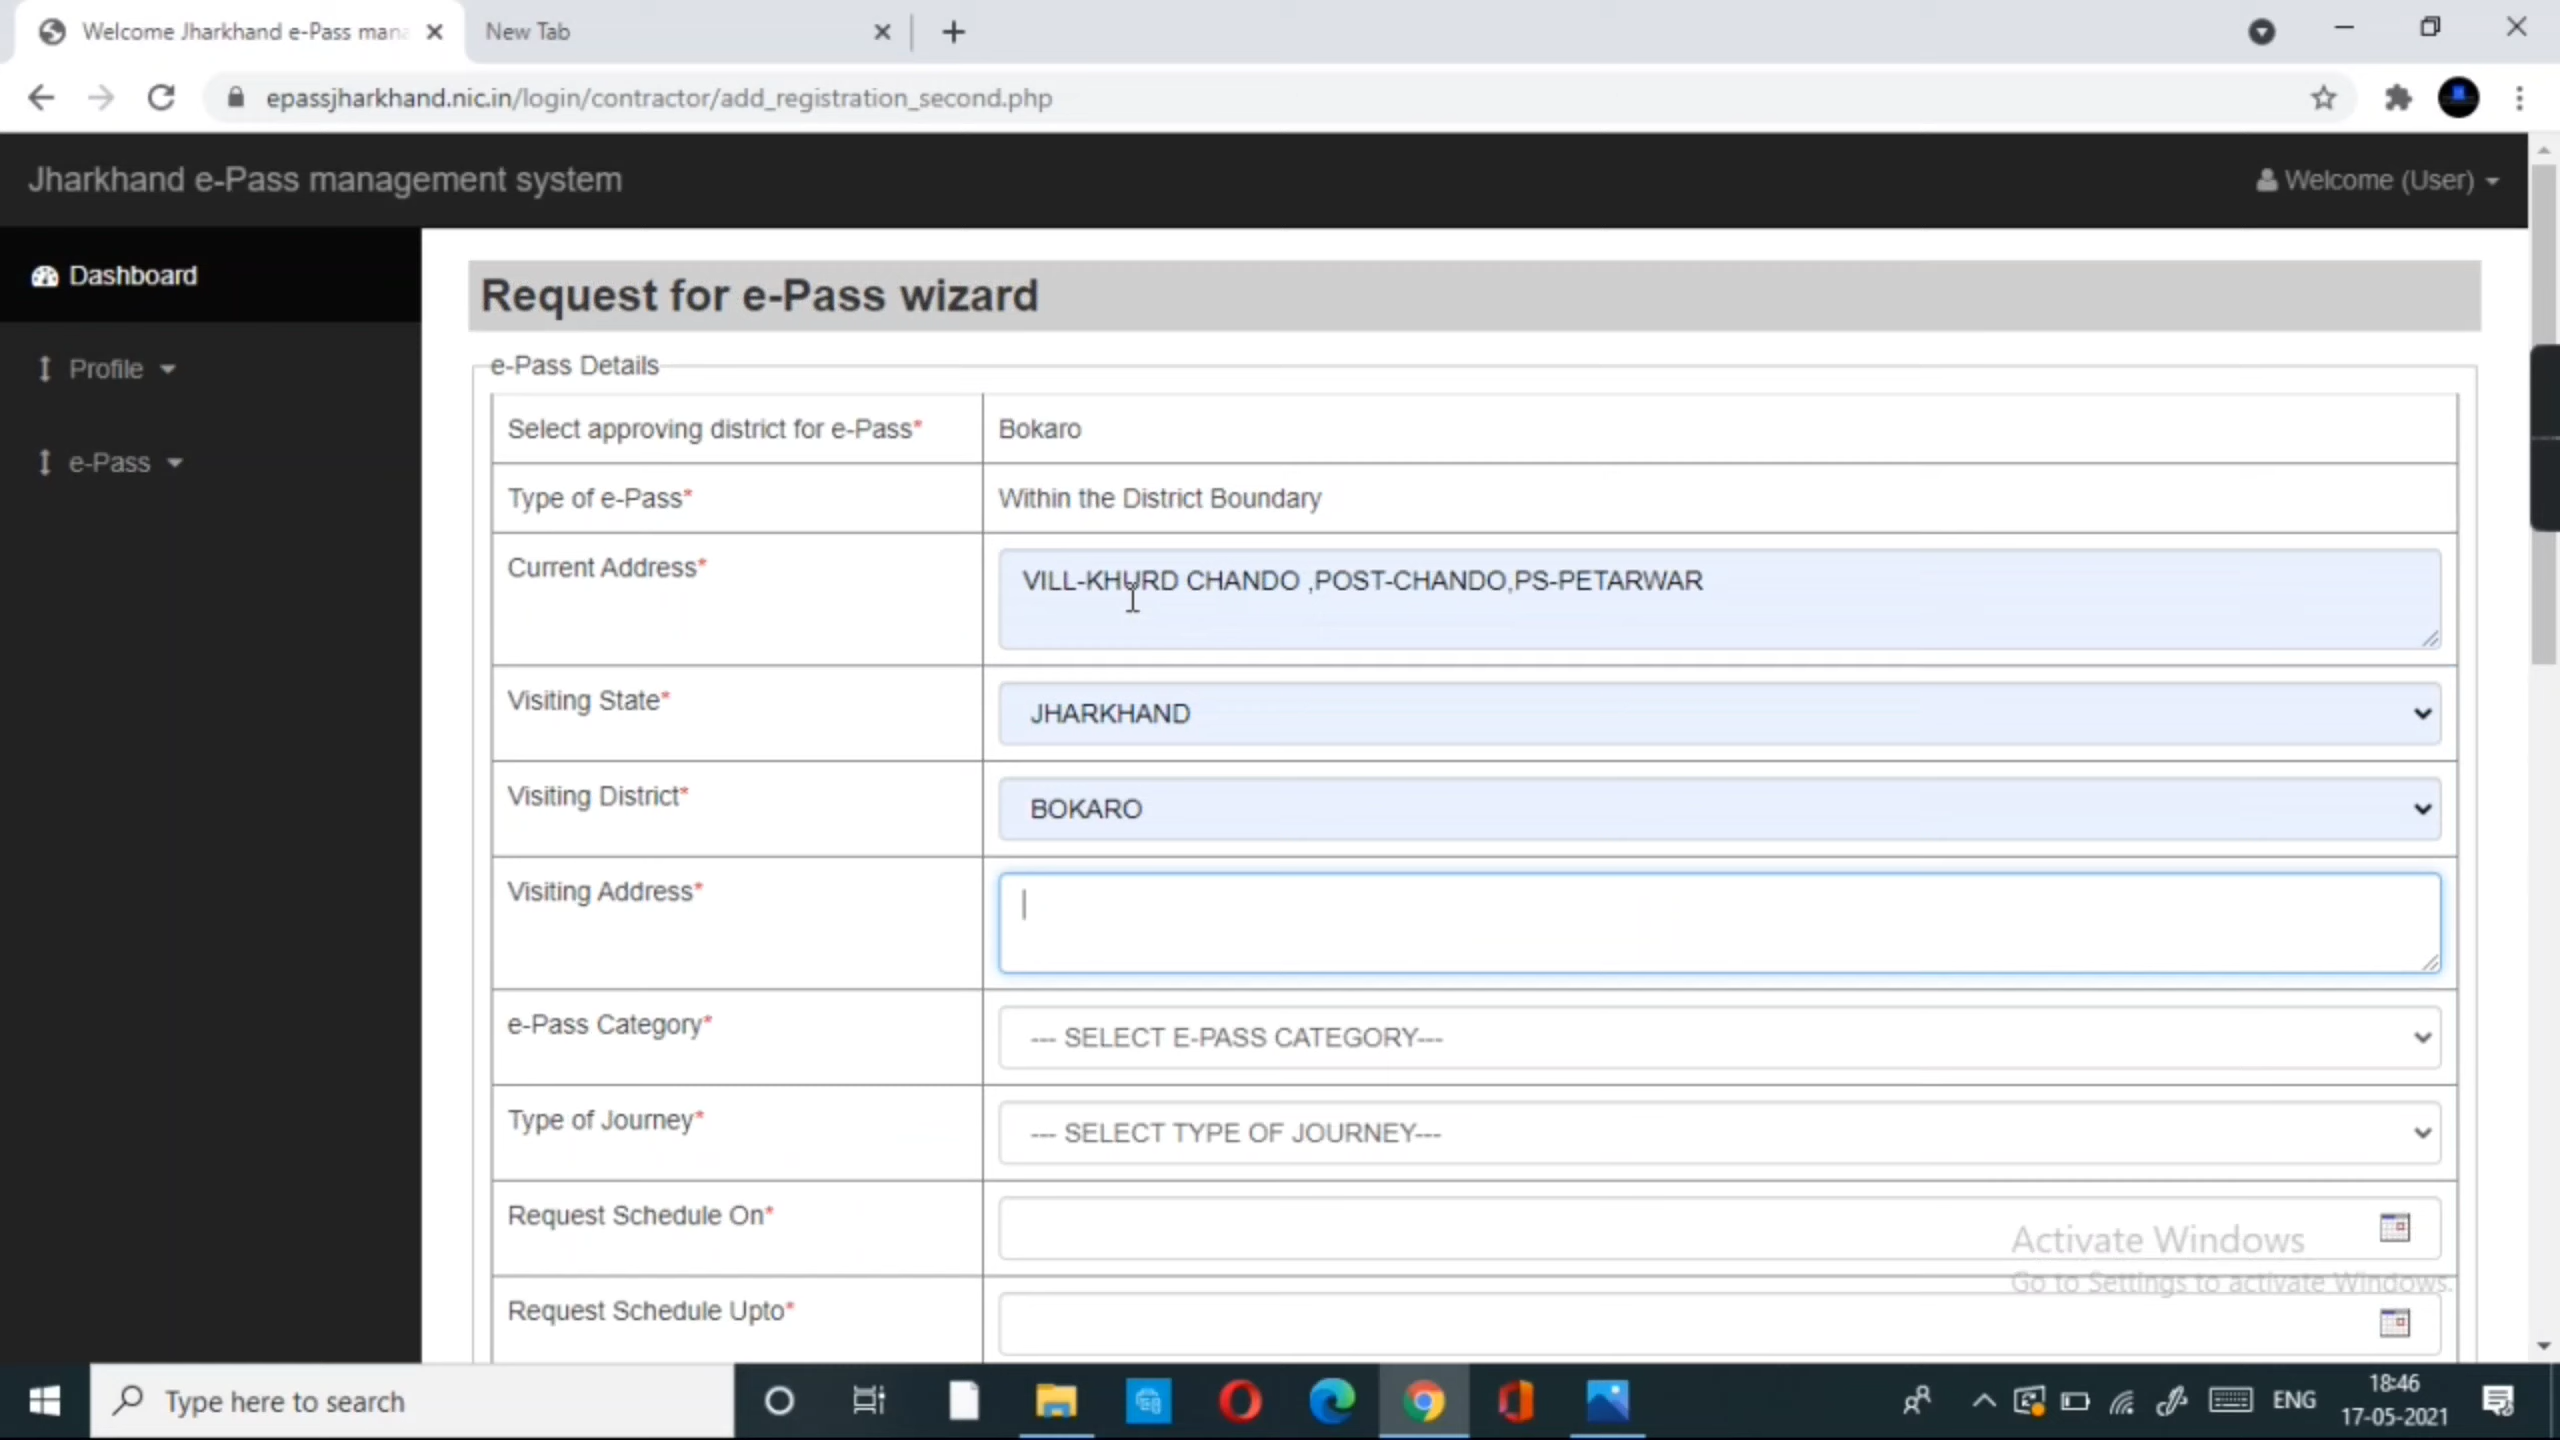 Welcome Jharkhand e-Pass mana
New Tab
epassjharkhand.nic.in/login/contractor/add_registration_second.php
Jharkhand e-Pass management system
Welcome (User)
Dashboard
Profile
e-Pass
Request for e-Pass wizard
e-Pass Details
Select approving district for e-Pass* Bokaro
Type of e-Pass* Within the District Boundary
Current Address* VILL-KHURD CHANDO ,POST-CHANDO,PS-PETARWAR
Visiting State* JHARKHAND
Visiting District* BOKARO
Visiting Address*
e-Pass Category* --- SELECT E-PASS CATEGORY---
Type of Journey* --- SELECT TYPE OF JOURNEY---
Request Schedule On*
Activate Windows
Go to Settings to activate Windows.
Request Schedule Upto*
Type here to search
ENG
18:46
17-05-2021